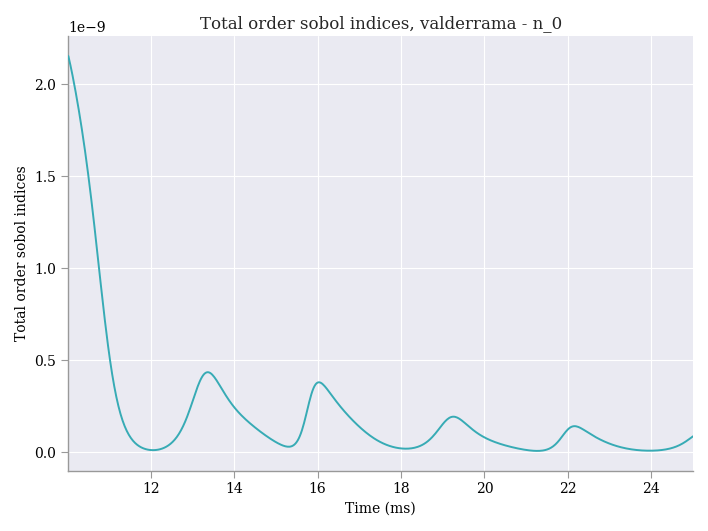 Total order sobol indices, valderrama - n_0
1e−9
2.0
1.5
1.0
0.5
0.0
Total order sobol indices
12 14 16 18 20 22 24
Time (ms)